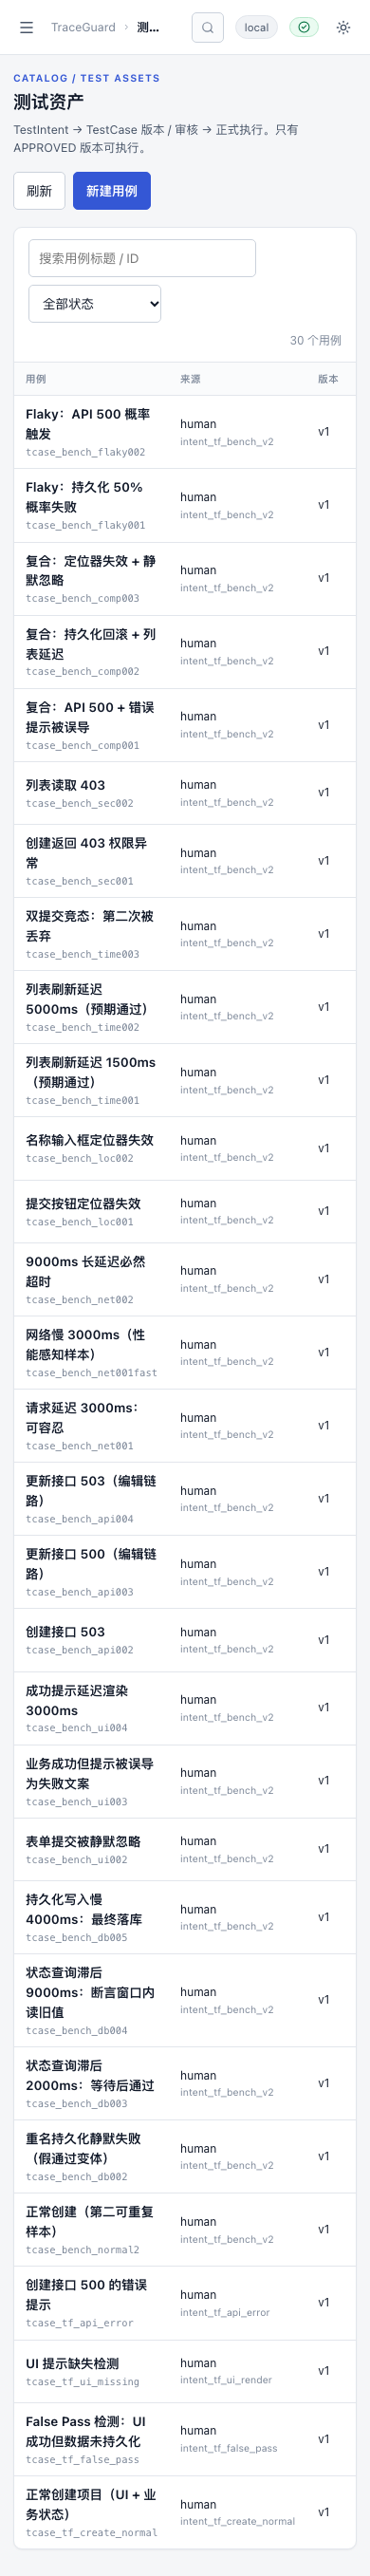 TraceGuard › 测...
local
CATALOG / TEST ASSETS
测试资产
TestIntent → TestCase 版本 / 审核 → 正式执行。只有
APPROVED 版本可执行。
刷新
新建用例
搜索用例标题 / ID
全部状态
30 个用例
用例 来源 版本
Flaky：API 500 概率
触发
tcase_bench_flaky002
human
intent_tf_bench_v2
v1
Flaky：持久化 50%
概率失败
tcase_bench_flaky001
human
intent_tf_bench_v2
v1
复合：定位器失效 + 静
默忽略
tcase_bench_comp003
human
intent_tf_bench_v2
v1
复合：持久化回滚 + 列
表延迟
tcase_bench_comp002
human
intent_tf_bench_v2
v1
复合：API 500 + 错误
提示被误导
tcase_bench_comp001
human
intent_tf_bench_v2
v1
列表读取 403
tcase_bench_sec002
human
intent_tf_bench_v2
v1
创建返回 403 权限异
常
tcase_bench_sec001
human
intent_tf_bench_v2
v1
双提交竞态：第二次被
丢弃
tcase_bench_time003
human
intent_tf_bench_v2
v1
列表刷新延迟
5000ms（预期通过）
tcase_bench_time002
human
intent_tf_bench_v2
v1
列表刷新延迟 1500ms
（预期通过）
tcase_bench_time001
human
intent_tf_bench_v2
v1
名称输入框定位器失效
tcase_bench_loc002
human
intent_tf_bench_v2
v1
提交按钮定位器失效
tcase_bench_loc001
human
intent_tf_bench_v2
v1
9000ms 长延迟必然
超时
tcase_bench_net002
human
intent_tf_bench_v2
v1
网络慢 3000ms（性
能感知样本）
tcase_bench_net001fast
human
intent_tf_bench_v2
v1
请求延迟 3000ms：
可容忍
tcase_bench_net001
human
intent_tf_bench_v2
v1
更新接口 503（编辑链
路）
tcase_bench_api004
human
intent_tf_bench_v2
v1
更新接口 500（编辑链
路）
tcase_bench_api003
human
intent_tf_bench_v2
v1
创建接口 503
tcase_bench_api002
human
intent_tf_bench_v2
v1
成功提示延迟渲染
3000ms
tcase_bench_ui004
human
intent_tf_bench_v2
v1
业务成功但提示被误导
为失败文案
tcase_bench_ui003
human
intent_tf_bench_v2
v1
表单提交被静默忽略
tcase_bench_ui002
human
intent_tf_bench_v2
v1
持久化写入慢
4000ms：最终落库
tcase_bench_db005
human
intent_tf_bench_v2
v1
状态查询滞后
9000ms：断言窗口内
读旧值
tcase_bench_db004
human
intent_tf_bench_v2
v1
状态查询滞后
2000ms：等待后通过
tcase_bench_db003
human
intent_tf_bench_v2
v1
重名持久化静默失败
（假通过变体）
tcase_bench_db002
human
intent_tf_bench_v2
v1
正常创建（第二可重复
样本）
tcase_bench_normal2
human
intent_tf_bench_v2
v1
创建接口 500 的错误
提示
tcase_tf_api_error
human
intent_tf_api_error
v1
UI 提示缺失检测
tcase_tf_ui_missing
human
intent_tf_ui_render
v1
False Pass 检测：UI
成功但数据未持久化
tcase_tf_false_pass
human
intent_tf_false_pass
v1
正常创建项目（UI + 业
务状态）
tcase_tf_create_normal
human
intent_tf_create_normal
v1